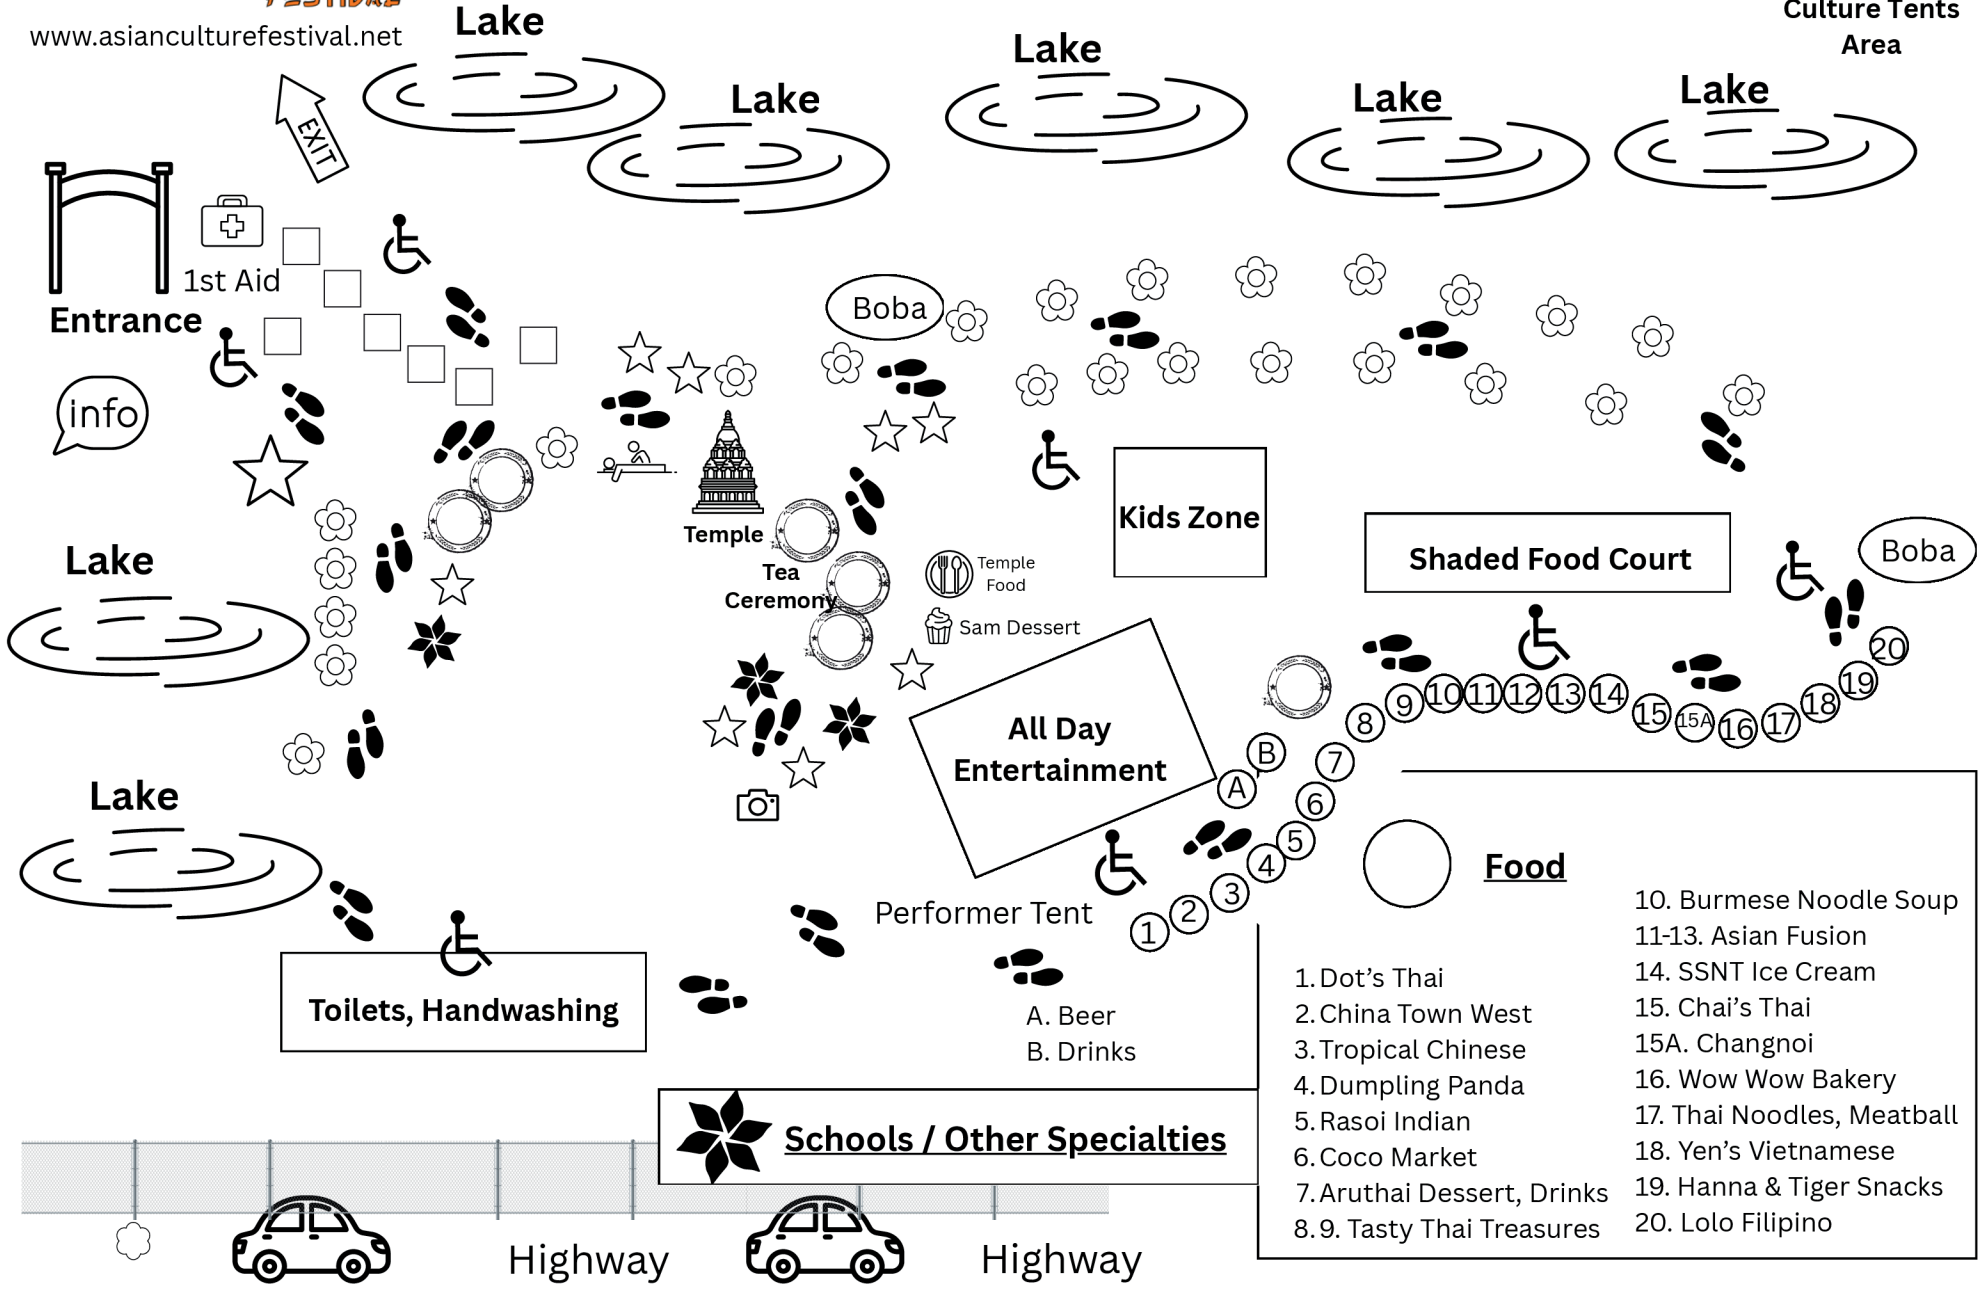 FESTIVAL
www.asianculturefestival.net
Culture Tents
Area
Lake
Lake
Lake
Lake
Lake
EXIT
1st Aid
Entrance
info
Boba
Temple
Tea
Ceremony
Temple
Food
Sam Dessert
Kids Zone
Shaded Food Court
Boba
Lake
Lake
All Day
Entertainment
A
B
1
2
3
4
5
6
7
8
9
10
11
12
13
14
15
15A
16
17
18
19
20
Performer Tent
Toilets, Handwashing
A. Beer
B. Drinks
Food
1. Dot's Thai
2. China Town West
3. Tropical Chinese
4. Dumpling Panda
5. Rasoi Indian
6. Coco Market
7. Aruthai Dessert, Drinks
8. 9. Tasty Thai Treasures
10. Burmese Noodle Soup
11-13. Asian Fusion
14. SSNT Ice Cream
15. Chai's Thai
15A. Changnoi
16. Wow Wow Bakery
17. Thai Noodles, Meatball
18. Yen's Vietnamese
19. Hanna & Tiger Snacks
20. Lolo Filipino
Schools / Other Specialties
Highway
Highway